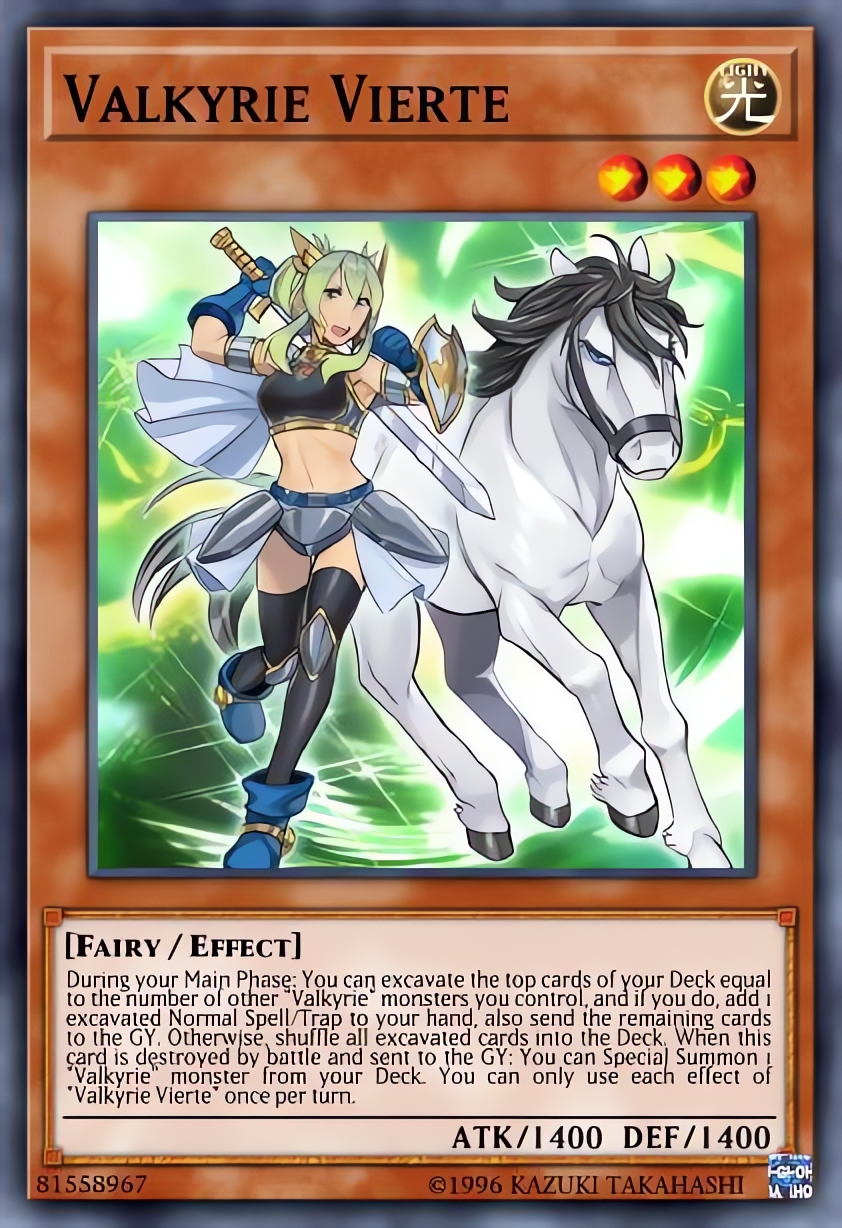 Valkyrie Vierte
光
[Fairy / Effect]
During your Main Phase: You can excavate the top cards of your Deck equal
to the number of other "Valkyrie" monsters you control, and if you do, add 1
excavated Normal Spell/Trap to your hand, also send the remaining cards
to the GY. Otherwise, shuffle all excavated cards into the Deck. When this
card is destroyed by battle and sent to the GY: You can Special Summon 1
"Valkyrie" monster from your Deck. You can only use each effect of
"Valkyrie Vierte" once per turn.
ATK/1400 DEF/1400
81558967 ©1996 KAZUKI TAKAHASHI